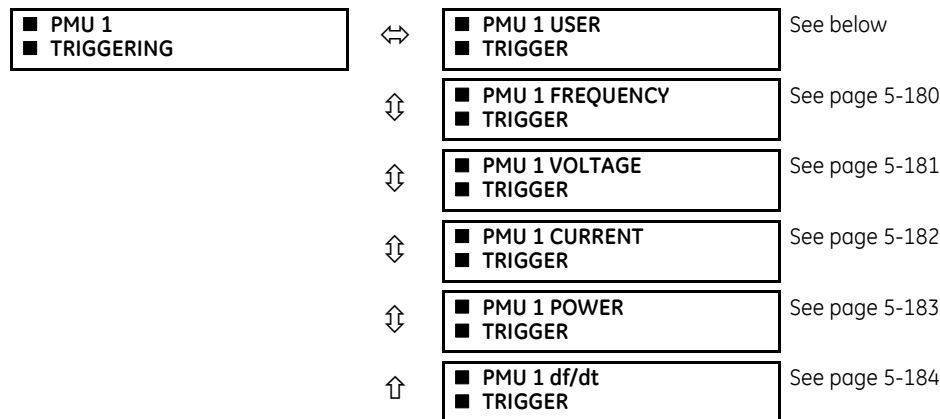 ■ PMU 1
■ TRIGGERING
■ PMU 1 USER
■ TRIGGER
See below
■ PMU 1 FREQUENCY
■ TRIGGER
See page 5-180
■ PMU 1 VOLTAGE
■ TRIGGER
See page 5-181
■ PMU 1 CURRENT
■ TRIGGER
See page 5-182
■ PMU 1 POWER
■ TRIGGER
See page 5-183
■ PMU 1 df/dt
■ TRIGGER
See page 5-184